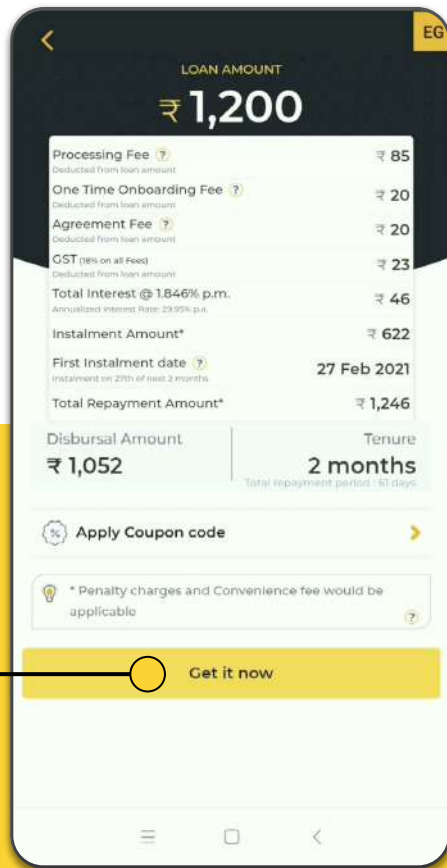 EG
LOAN AMOUNT
₹ 1,200
Processing Fee ? ₹ 85
Deducted from loan amount
One Time Onboarding Fee ? ₹ 20
Deducted from loan amount
Agreement Fee ? ₹ 20
Deducted from loan amount
GST (18% on all Fees) ₹ 23
Deducted from loan amount
Total Interest @ 1.846% p.m. ₹ 46
Annualized Interest Rate: 29.95% p.a.
Instalment Amount* ₹ 622
First Instalment date ? 27 Feb 2021
Instalment on 27th of next 2 months
Total Repayment Amount* ₹ 1,246
Disbursal Amount Tenure
₹ 1,052 2 months
Total repayment period : 61 days
% Apply Coupon code
* Penalty charges and Convenience fee would be
applicable ?
Get it now